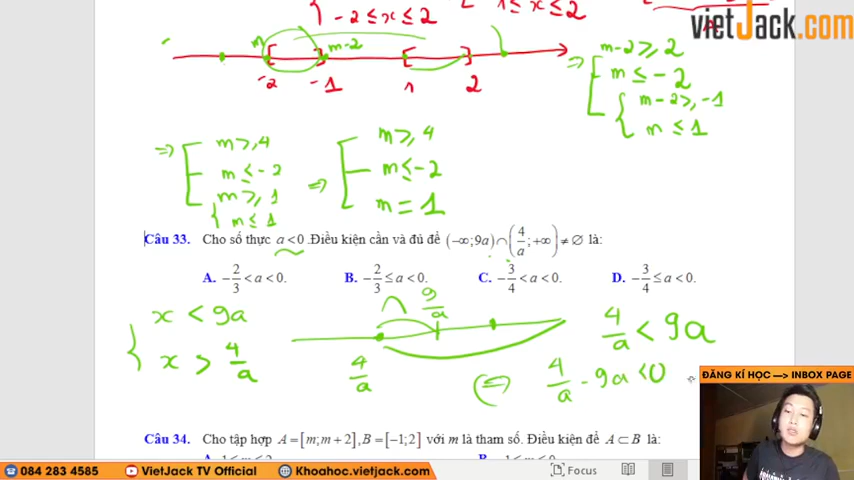 -2 ≤ x ≤ 2
1 ≤ x ≤ 2
vietJack.com
m
m-2
[ ] [ ]
-2 -1 1 2
⇒ [ m-2 ≥ 2
m ≤ -2
{ m-2 ≥ -1
m ≤ 1
⇒ [ m ≥ 4
m ≤ -2
{ m ≥ 1
m ≤ 1
⇒ [ m ≥ 4
m ≤ -2
m = 1
Câu 33. Cho số thực a < 0 .Điều kiện cần và đủ để (-∞;9a) ∩ (4/a;+∞) ≠ ∅ là:
A. -2/3 < a < 0. B. -2/3 ≤ a < 0. C. -3/4 < a < 0. D. -3/4 ≤ a < 0.
{ x < 9a
x > 4/a
9/a
4/a
4/a < 9a
(⇔) 4/a - 9a < 0
ĐĂNG KÍ HỌC --> INBOX PAGE
Câu 34. Cho tập hợp A = [m;m+2], B = [-1;2] với m là tham số. Điều kiện để A ⊂ B là:
084 283 4585 VietJack TV Official Khoahoc.vietjack.com
Focus